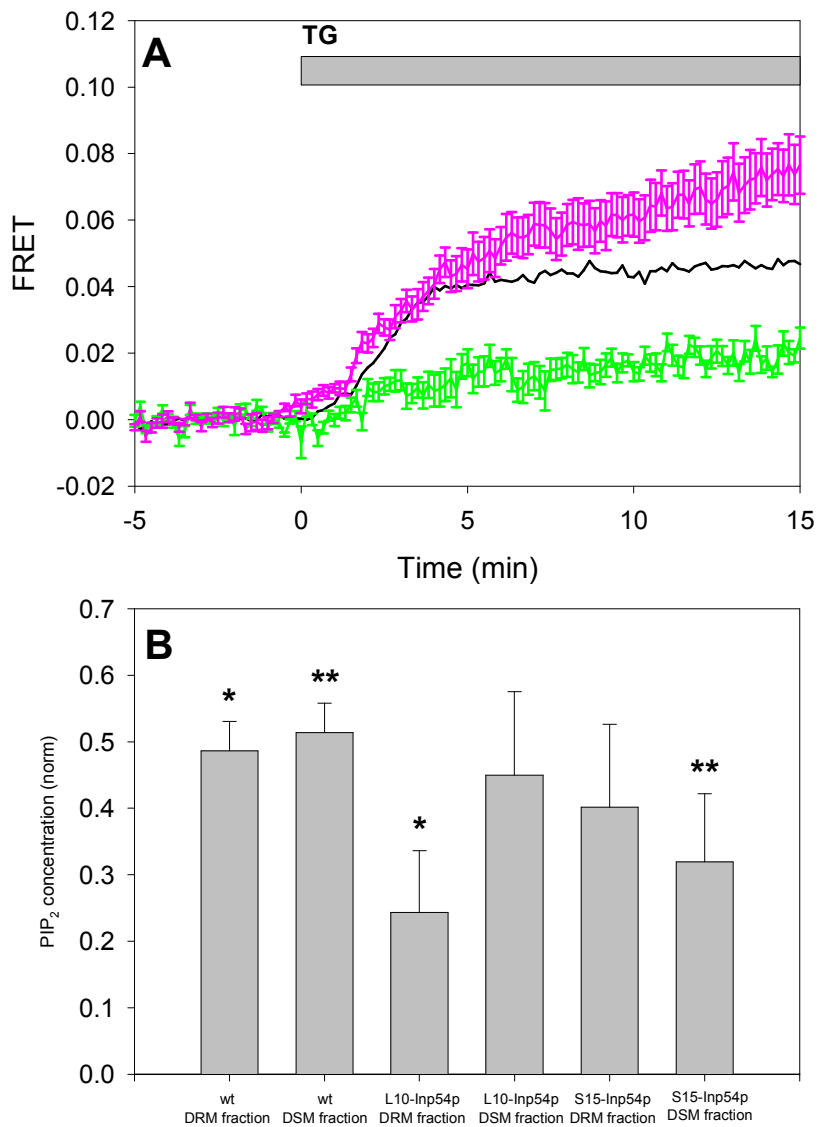 A
TG
0.12
0.10
0.08
0.06
0.04
0.02
0.00
-0.02
FRET
-5 0 5 10 15
Time (min)
B
0.7
0.6
0.5
0.4
0.3
0.2
0.1
0.0
PIP2 concentration (norm)
* ** * **
wt wt L10-Inp54p L10-Inp54p S15-Inp54p S15-Inp54p
DRM fraction DSM fraction DRM fraction DSM fraction DRM fraction DSM fraction